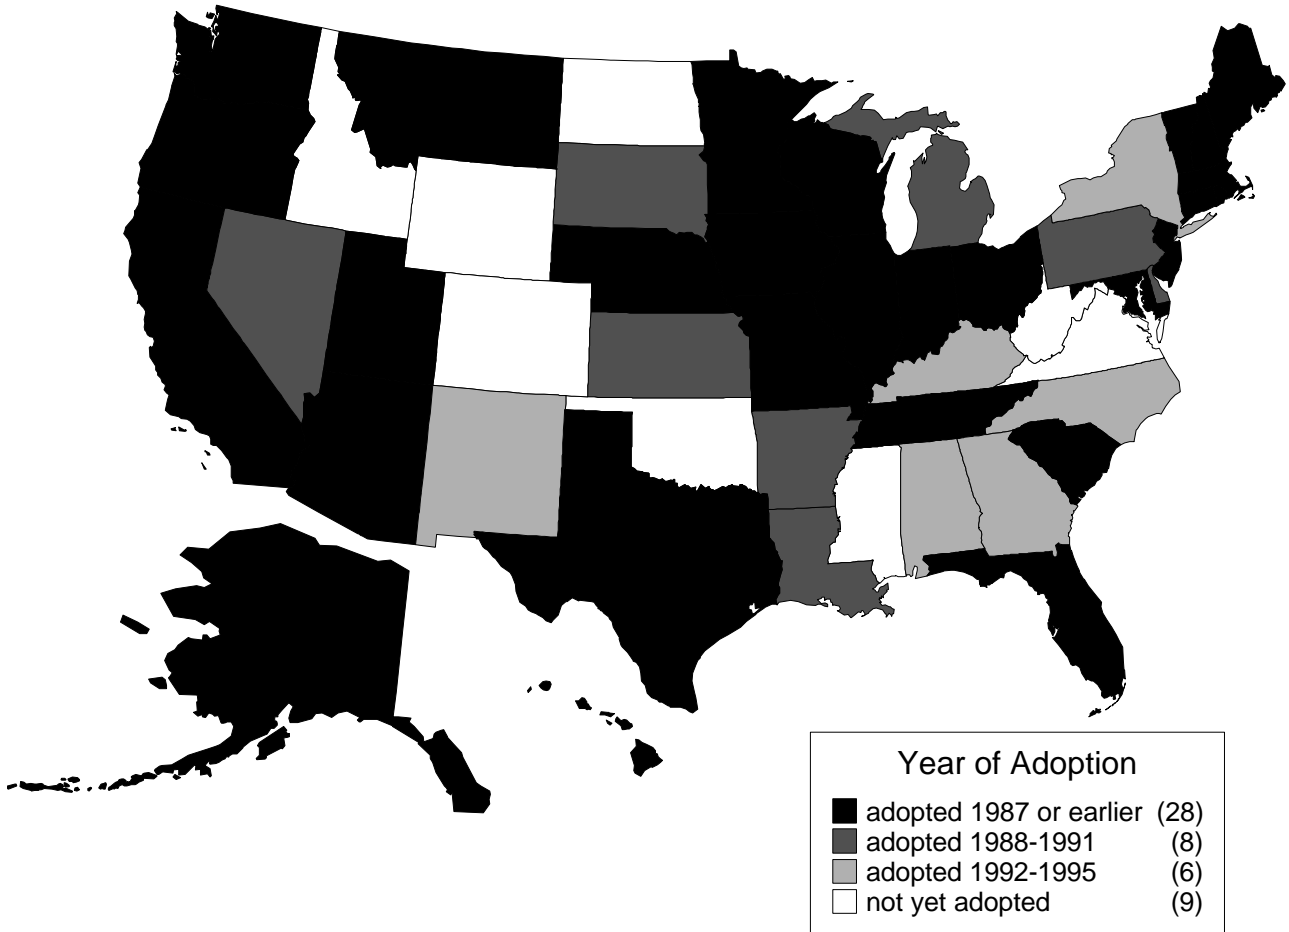 Year of Adoption
adopted 1987 or earlier (28)
adopted 1988-1991 (8)
adopted 1992-1995 (6)
not yet adopted (9)